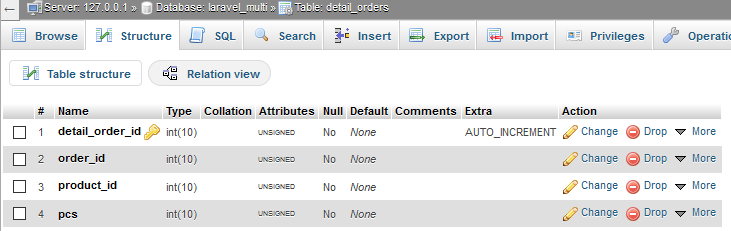 Server: 127.0.0.1 » Database: laravel_multi » Table: detail_orders
Browse Structure SQL Search Insert Export Import Privileges Operatio
Table structure Relation view
# Name Type Collation Attributes Null Default Comments Extra Action
1 detail_order_id int(10) UNSIGNED No None AUTO_INCREMENT Change Drop More
2 order_id int(10) UNSIGNED No None Change Drop More
3 product_id int(10) UNSIGNED No None Change Drop More
4 pcs int(10) UNSIGNED No None Change Drop More